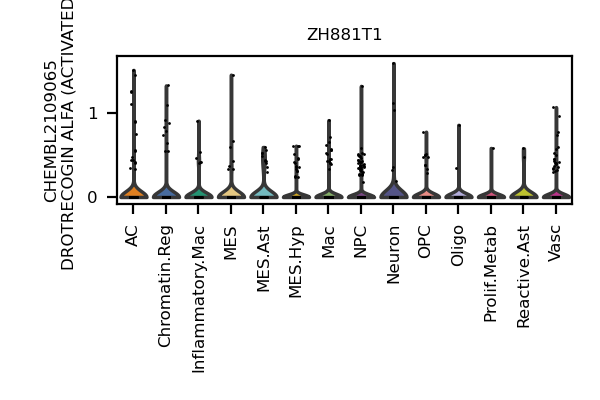 ZH881T1
CHEMBL2109065
DROTRECOGIN ALFA (ACTIVATED
1
0
AC
Chromatin.Reg
Inflammatory.Mac
MES
MES.Ast
MES.Hyp
Mac
NPC
Neuron
OPC
Oligo
Prolif.Metab
Reactive.Ast
Vasc